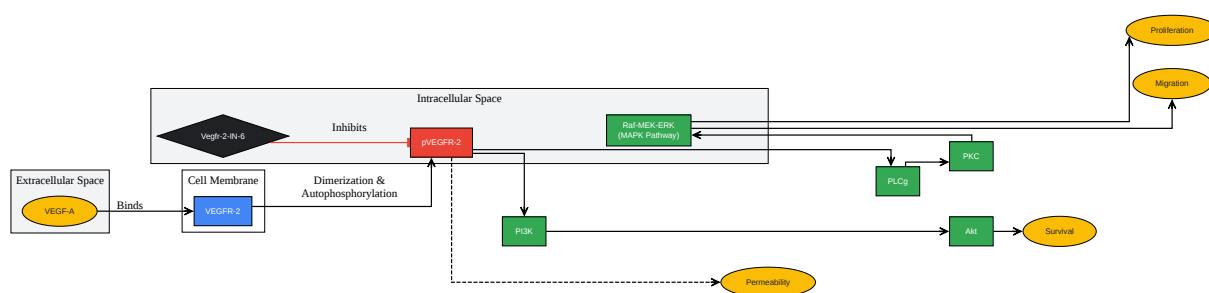 Proliferation
Migration
Intracellular Space
Vegfr-2-IN-6
Inhibits
pVEGFR-2
Raf-MEK-ERK
(MAPK Pathway)
PKC
PLCg
Extracellular Space
VEGF-A
Binds
Cell Membrane
VEGFR-2
Dimerization &
Autophosphorylation
PI3K
Akt
Survival
Permeability